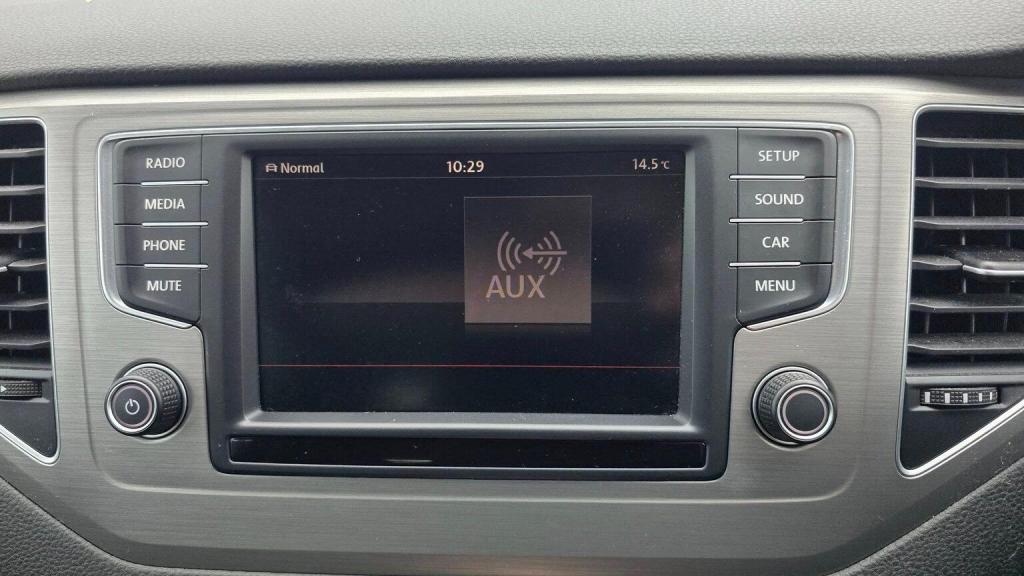 RADIO
MEDIA
PHONE
MUTE
Normal
10:29
14.5 °C
AUX
SETUP
SOUND
CAR
MENU